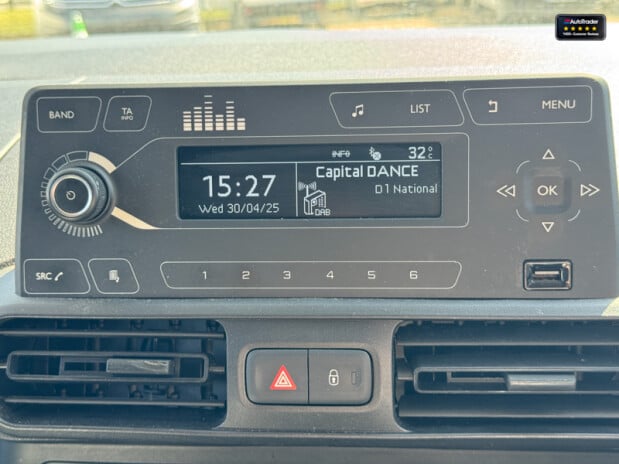 AutoTrader
BAND
TA
INFO
LIST
MENU
INFO
32°C
15:27
Wed 30/04/25
Capital DANCE
D1 National
DAB
OK
SRC
1 2 3 4 5 6